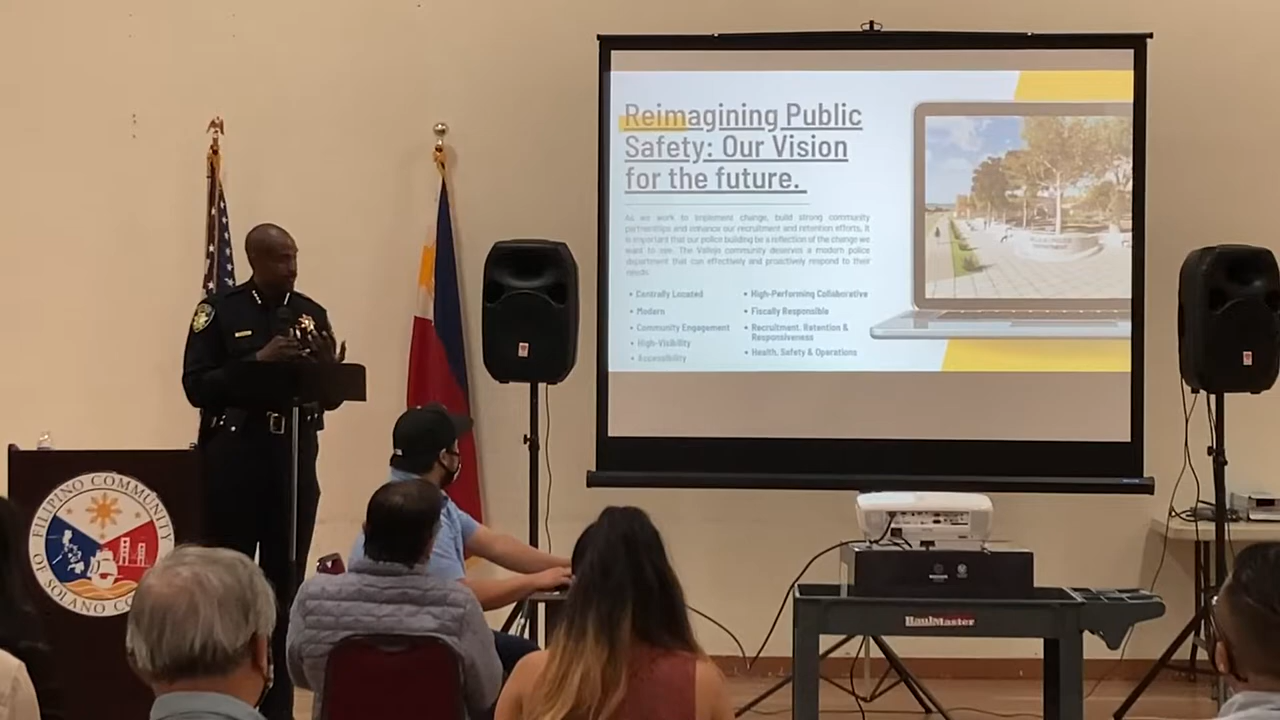 Reimagining Public
Safety: Our Vision
for the future.
As we work to implement change, build strong community
partnerships and enhance our recruitment and retention efforts, it
is important that our police building be a reflection of the change we
want to see. The Vallejo community deserves a modern police
department that can effectively and proactively respond to their
needs.
• Centrally Located
• Modern
• Community Engagement
• High-Visibility
• Accessibility
• High-Performing Collaborative
• Fiscally Responsible
• Recruitment, Retention &
Responsiveness
• Health, Safety & Operations
FILIPINO COMMUNITY
OF SOLANO CO
HaulMaster